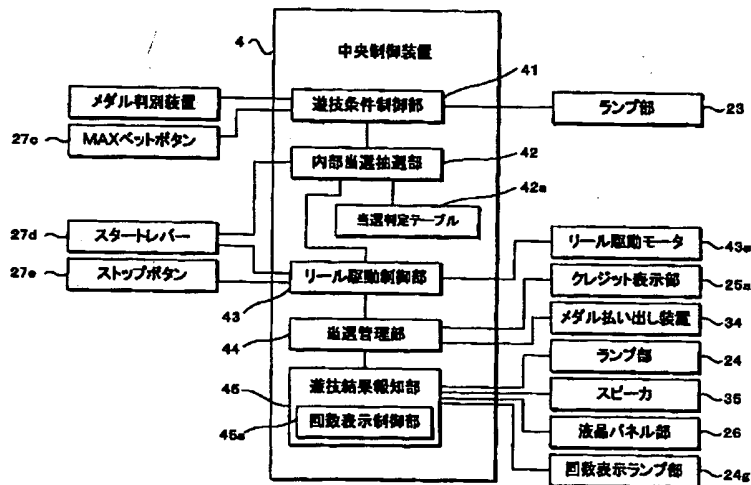 4
中央制御装置
41
メダル判別装置
遊技条件制御部
ランプ部
23
27c
MAXベットボタン
内部当選抽選部
42
42a
当選判定テーブル
27d
スタートレバー
リール駆動モータ
43e
27e
ストップボタン
リール駆動制御部
クレジット表示部
25a
43
メダル払い出し装置
34
44
当選管理部
ランプ部
24
遊技結果報知部
スピーカ
35
45
45a
回数表示制御部
液晶パネル部
26
回数表示ランプ部
24g